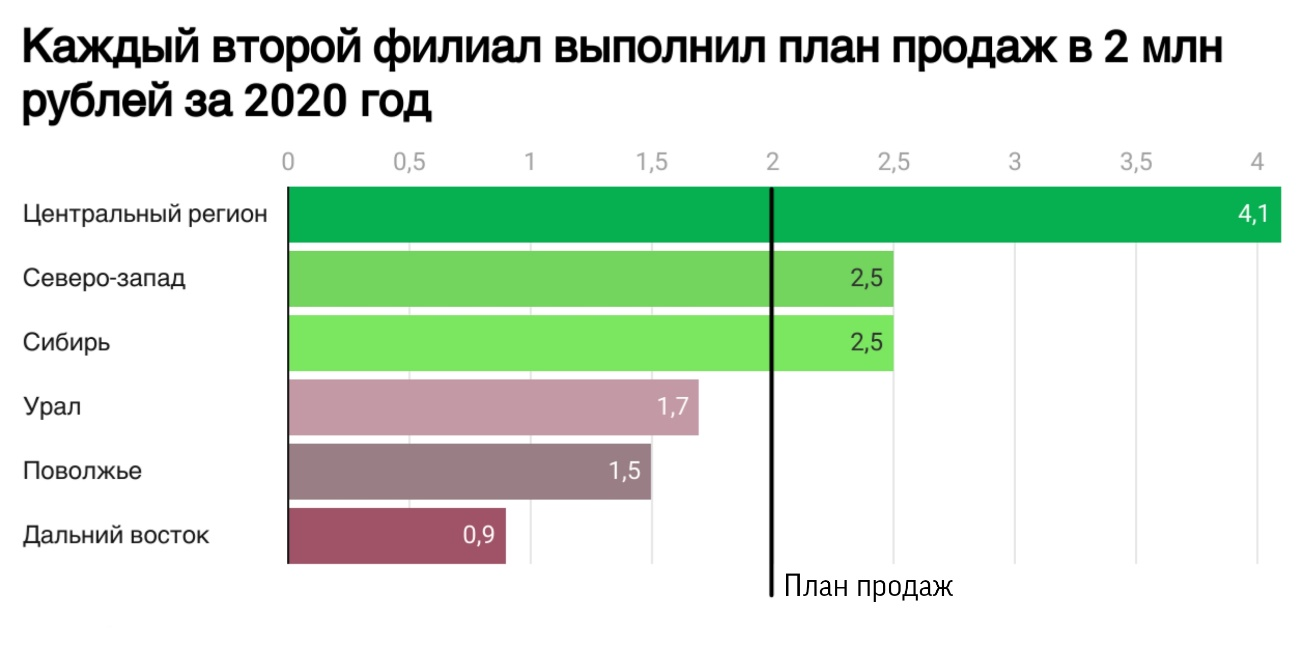 Каждый второй филиал выполнил план продаж в 2 млн
рублей за 2020 год
0 0,5 1 1,5 2 2,5 3 3,5 4
Центральный регион 4,1
Северо-запад 2,5
Сибирь 2,5
Урал 1,7
Поволжье 1,5
Дальний восток 0,9
План продаж